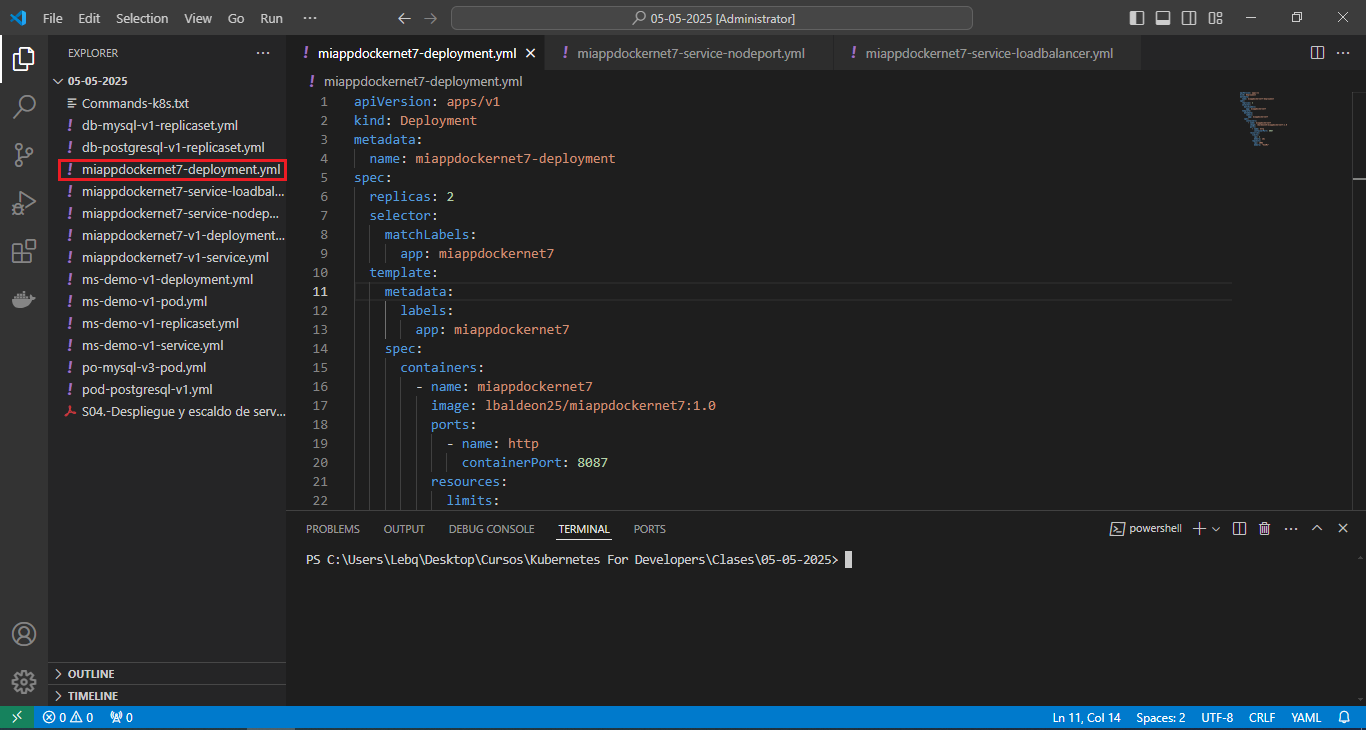 File Edit Selection View Go Run ··· 05-05-2025 [Administrator]
EXPLORER ···
05-05-2025
Commands-k8s.txt
! db-mysql-v1-replicaset.yml
! db-postgresql-v1-replicaset.yml
! miappdockernet7-deployment.yml
! miappdockernet7-service-loadbal...
! miappdockernet7-service-nodep...
! miappdockernet7-v1-deployment...
! miappdockernet7-v1-service.yml
! ms-demo-v1-deployment.yml
! ms-demo-v1-pod.yml
! ms-demo-v1-replicaset.yml
! ms-demo-v1-service.yml
! po-mysql-v3-pod.yml
! pod-postgresql-v1.yml
S04.-Despliegue y escaldo de serv...
OUTLINE
TIMELINE
! miappdockernet7-deployment.yml ! miappdockernet7-service-nodeport.yml ! miappdockernet7-service-loadbalancer.yml ···
! miappdockernet7-deployment.yml
1 apiVersion: apps/v1
2 kind: Deployment
3 metadata:
4 name: miappdockernet7-deployment
5 spec:
6 replicas: 2
7 selector:
8 matchLabels:
9 app: miappdockernet7
10 template:
11 metadata:
12 labels:
13 app: miappdockernet7
14 spec:
15 containers:
16 - name: miappdockernet7
17 image: lbaldeon25/miappdockernet7:1.0
18 ports:
19 - name: http
20 containerPort: 8087
21 resources:
22 limits:
PROBLEMS OUTPUT DEBUG CONSOLE TERMINAL PORTS powershell ···
PS C:\Users\Lebq\Desktop\Cursos\Kubernetes For Developers\Clases\05-05-2025>
0 0 0 Ln 11, Col 14 Spaces: 2 UTF-8 CRLF YAML